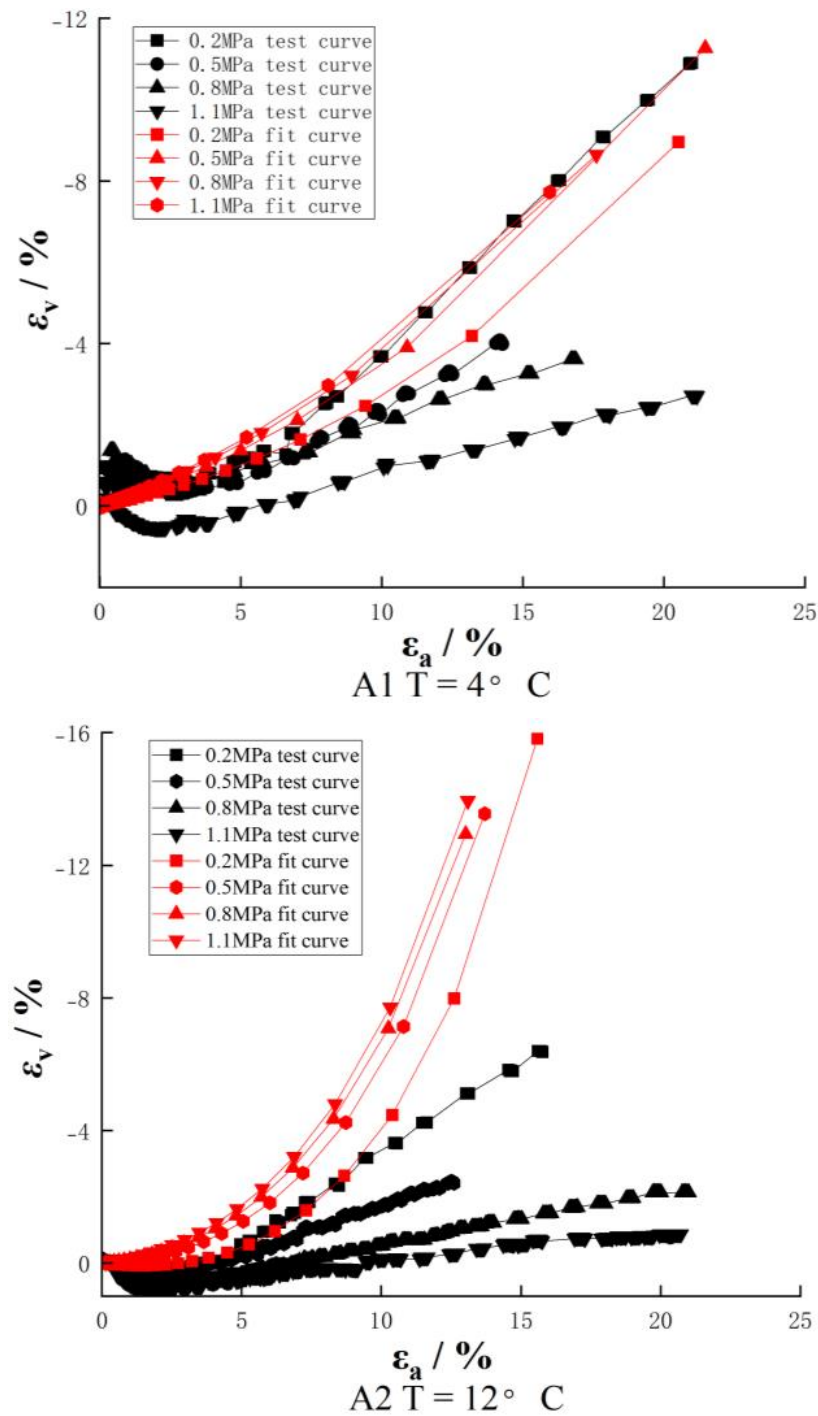 -12
0.2MPa test curve
0.5MPa test curve
0.8MPa test curve
1.1MPa test curve
0.2MPa fit curve
0.5MPa fit curve
0.8MPa fit curve
1.1MPa fit curve
-8
-4
0
εv / %
0 5 10 15 20 25
εa / %
A1 T = 4° C
-16
0.2MPa test curve
0.5MPa test curve
0.8MPa test curve
1.1MPa test curve
0.2MPa fit curve
0.5MPa fit curve
0.8MPa fit curve
1.1MPa fit curve
-12
-8
-4
0
εv / %
0 5 10 15 20 25
εa / %
A2 T = 12° C